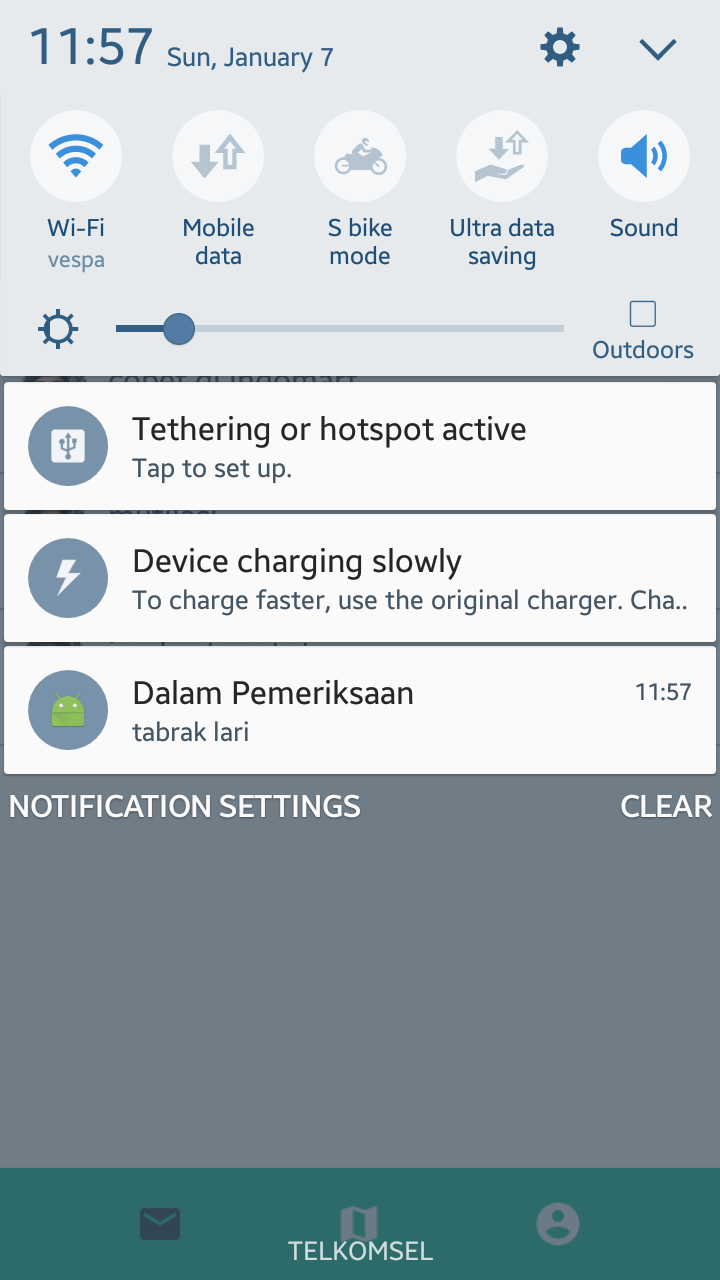 11:57 Sun, January 7
Wi-Fi
vespa
Mobile
data
S bike
mode
Ultra data
saving
Sound
Outdoors
Tethering or hotspot active
Tap to set up.
Device charging slowly
To charge faster, use the original charger. Cha..
Dalam Pemeriksaan 11:57
tabrak lari
NOTIFICATION SETTINGS CLEAR
TELKOMSEL